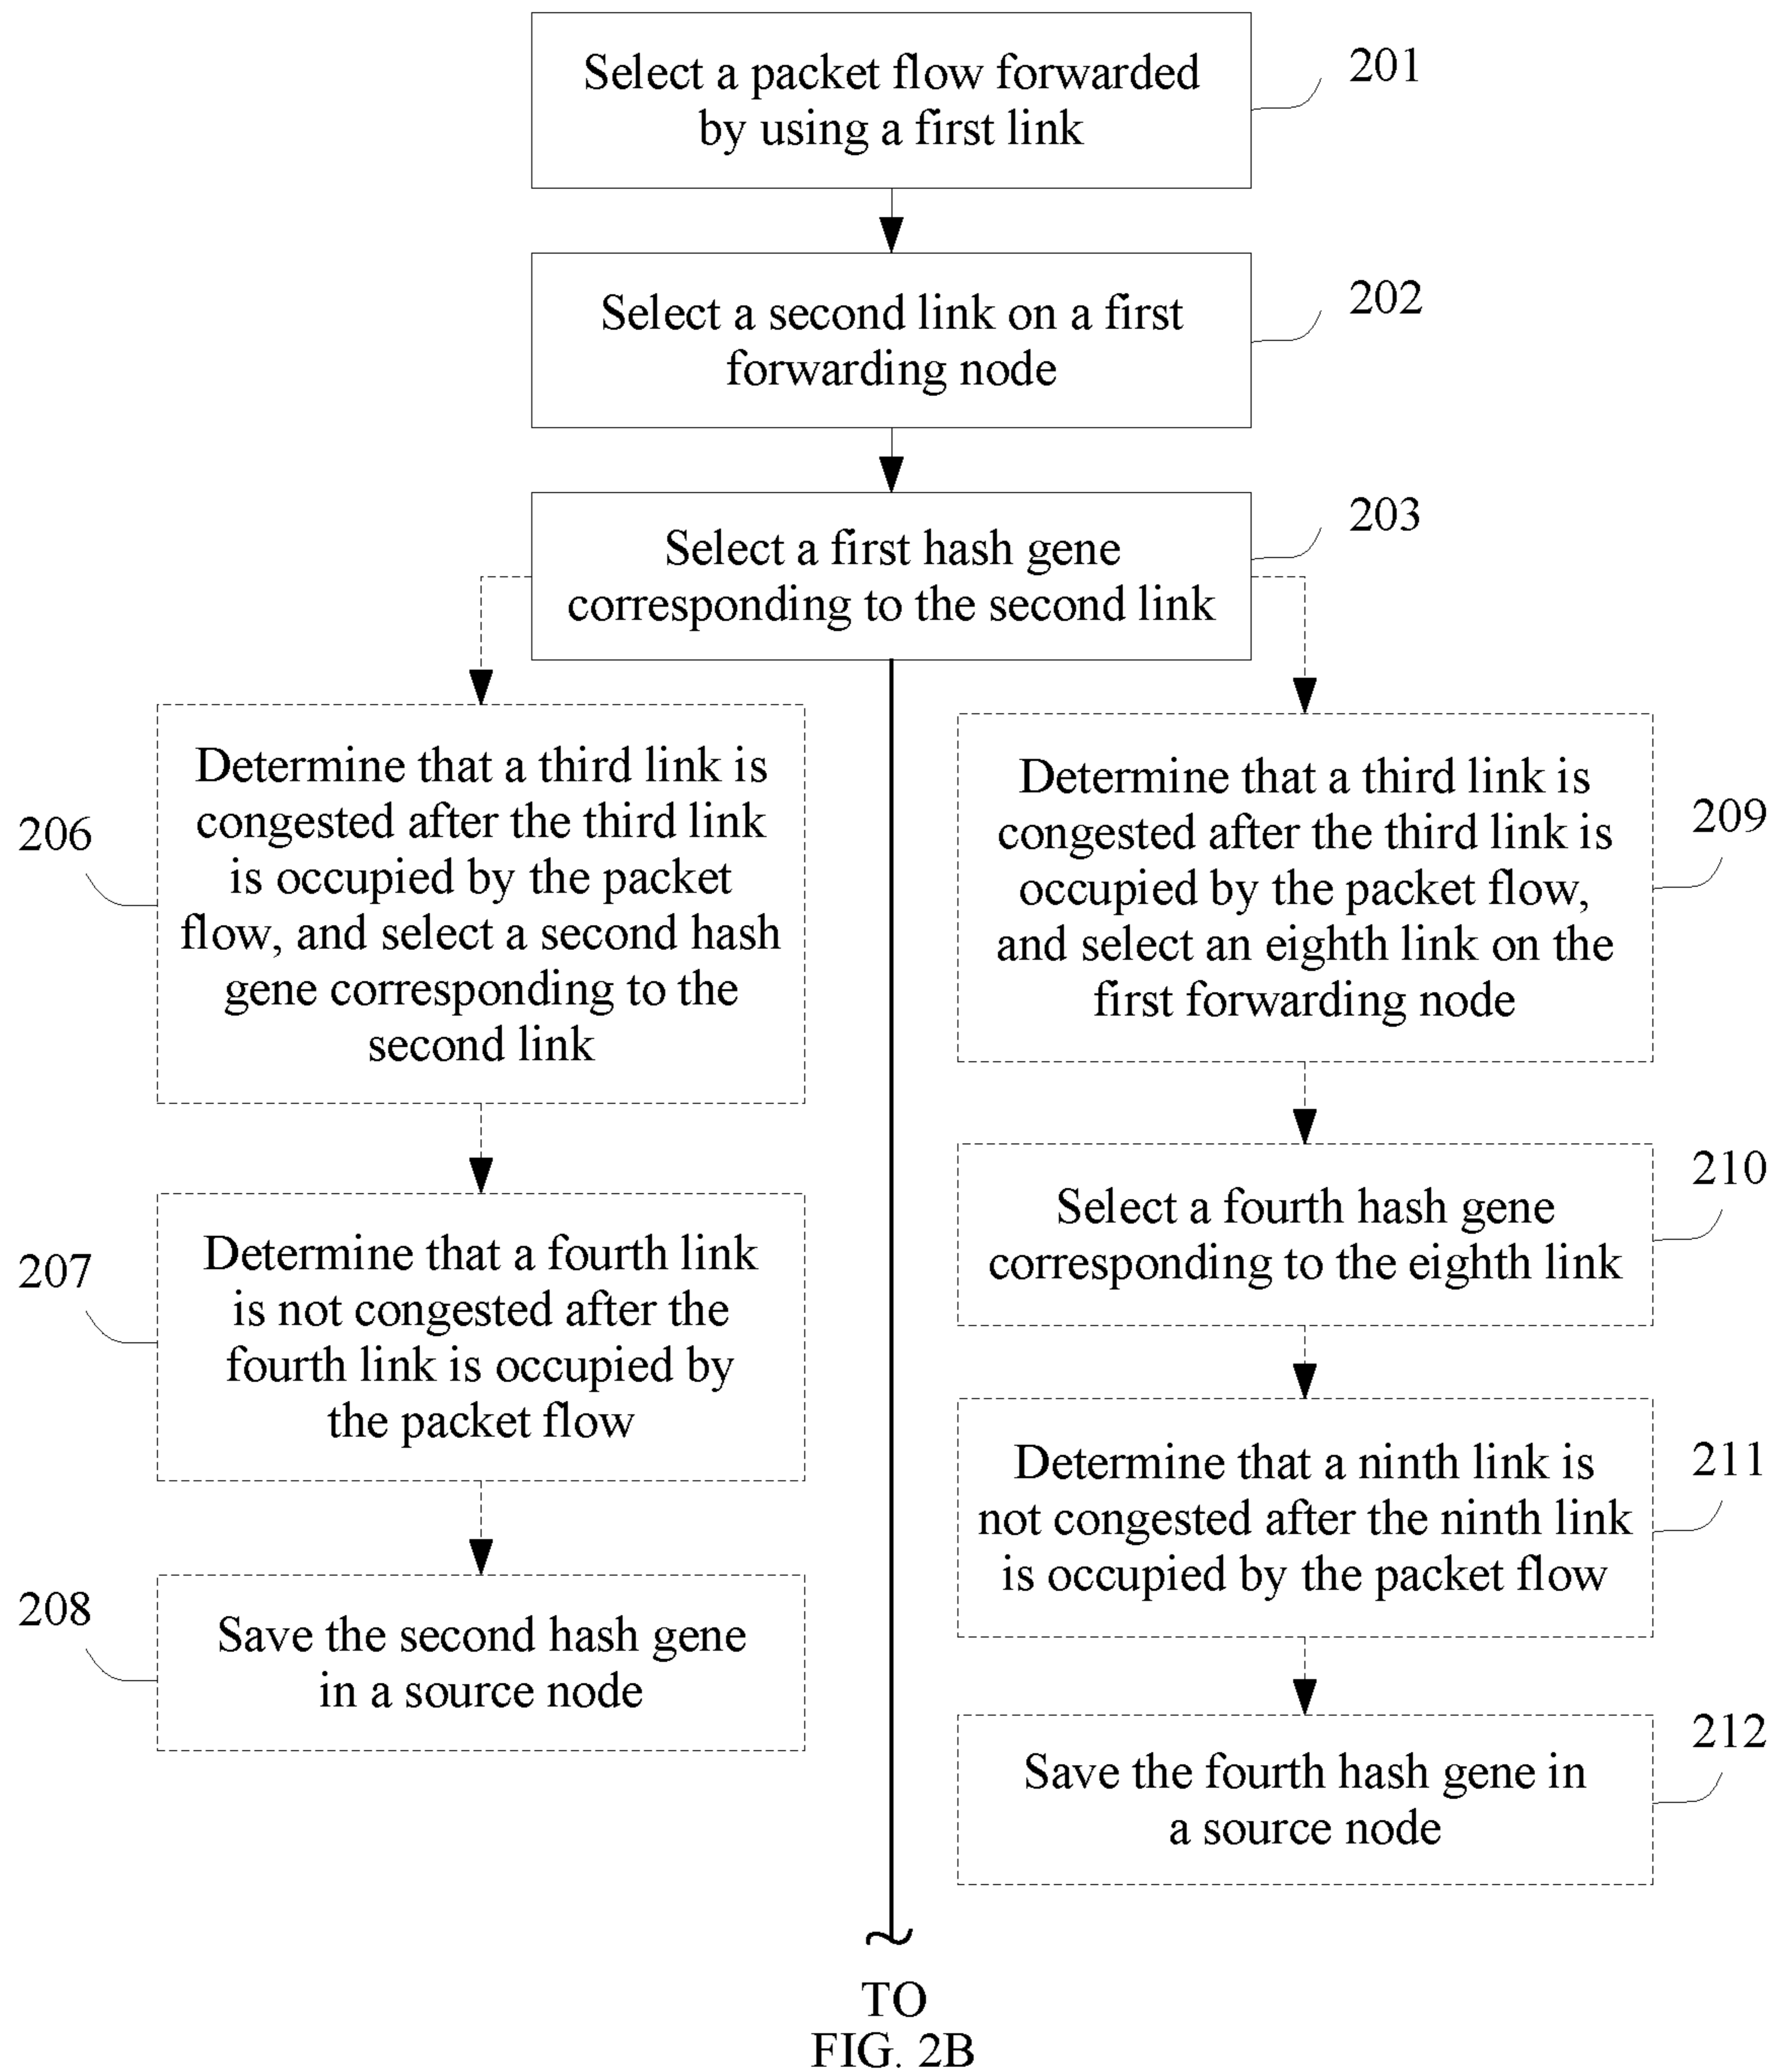 Select a packet flow forwarded
by using a first link
201
Select a second link on a first
forwarding node
202
Select a first hash gene
corresponding to the second link
203
Determine that a third link is
congested after the third link
is occupied by the packet
flow, and select a second hash
gene corresponding to the
second link
206
Determine that a fourth link
is not congested after the
fourth link is occupied by
the packet flow
207
Save the second hash gene
in a source node
208
Determine that a third link is
congested after the third link is
occupied by the packet flow,
and select an eighth link on the
first forwarding node
209
Select a fourth hash gene
corresponding to the eighth link
210
Determine that a ninth link is
not congested after the ninth link
is occupied by the packet flow
211
Save the fourth hash gene in
a source node
212
TO
FIG. 2B